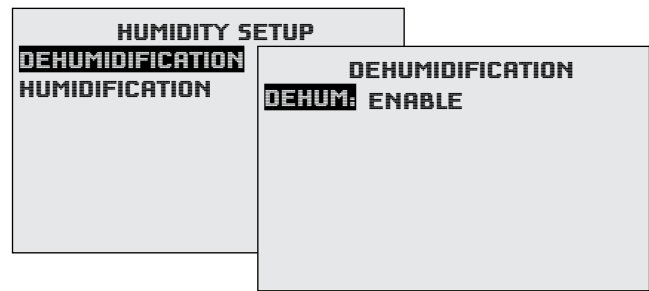 HUMIDITY SETUP
DEHUMIDIFICATION
HUMIDIFICATION
DEHUMIDIFICATION
DEHUM: ENABLE